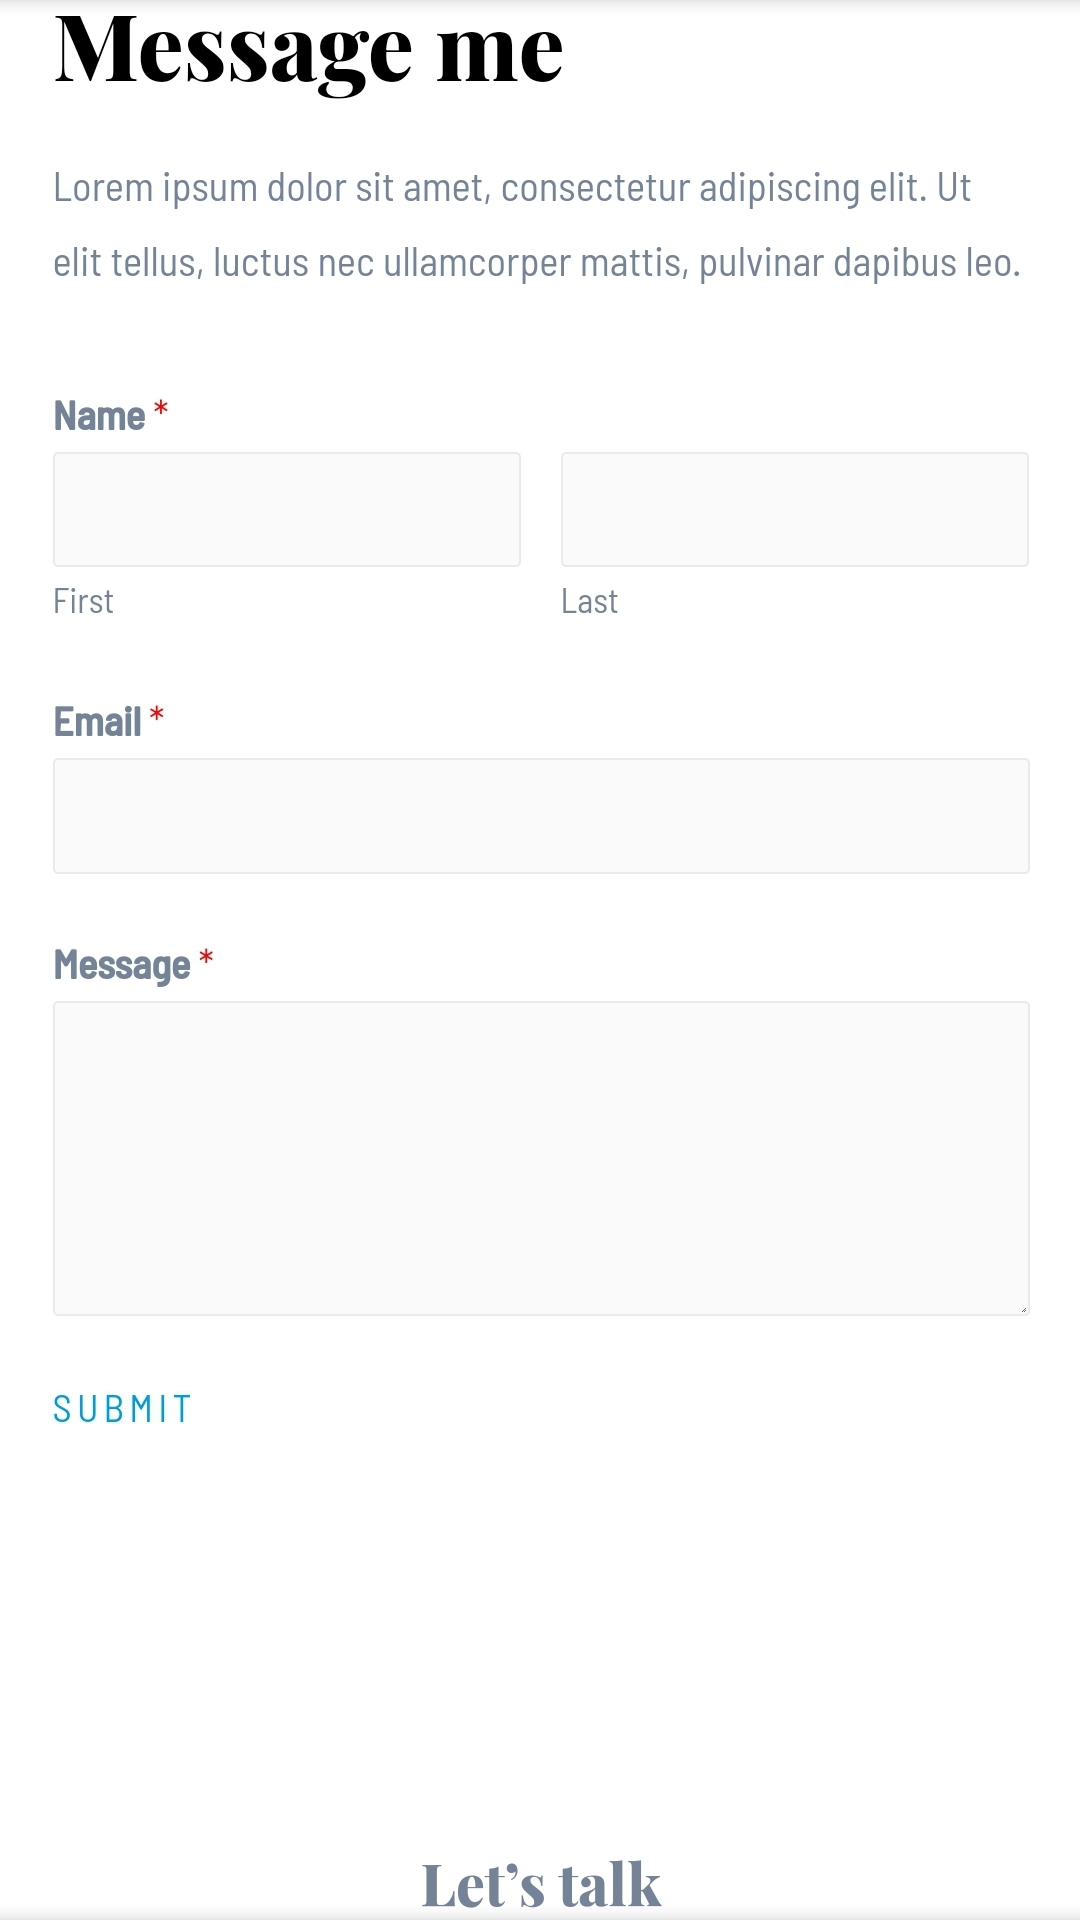 Message me
Lorem ipsum dolor sit amet, consectetur adipiscing elit. Ut
elit tellus, luctus nec ullamcorper mattis, pulvinar dapibus leo.
Name *
First Last
Email *
Message *
SUBMIT
Let’s talk